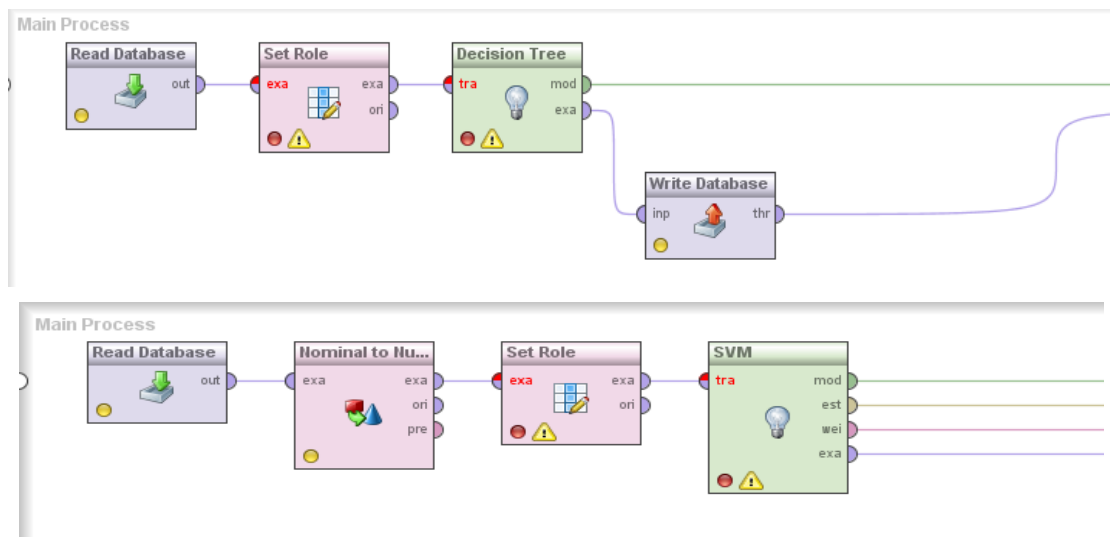 Main Process
Read Database
out
Set Role
exa
exa
ori
Decision Tree
tra
mod
exa
Write Database
inp
thr
Main Process
Read Database
out
Nominal to Nu...
exa
exa
ori
pre
Set Role
exa
exa
ori
SVM
tra
mod
est
wei
exa